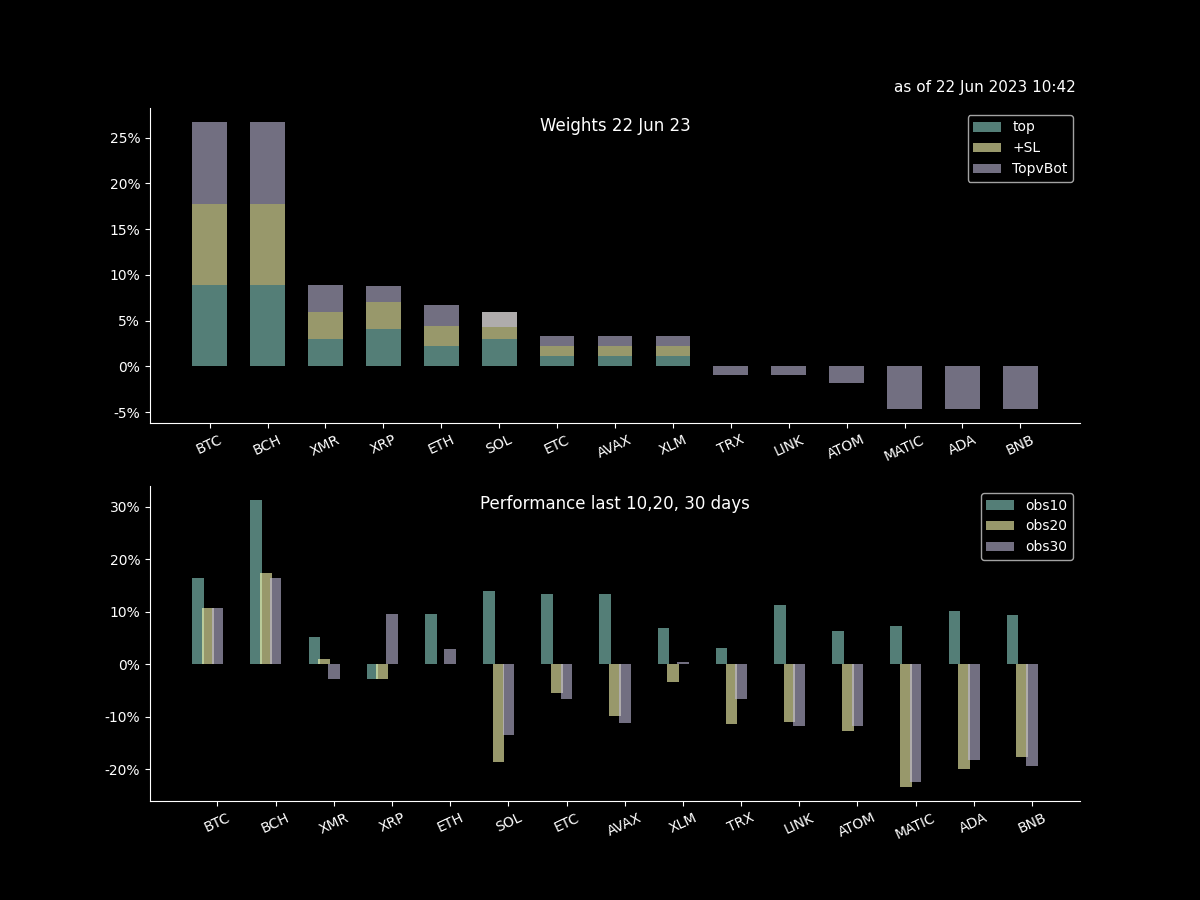 as of 22 Jun 2023 10:42
Weights 22 Jun 23
top
+SL
TopvBot
25%
20%
15%
10%
5%
0%
-5%
BTC BCH XMR XRP ETH SOL ETC AVAX XLM TRX LINK ATOM MATIC ADA BNB
Performance last 10,20, 30 days
obs10
obs20
obs30
30%
20%
10%
0%
-10%
-20%
BTC BCH XMR XRP ETH SOL ETC AVAX XLM TRX LINK ATOM MATIC ADA BNB